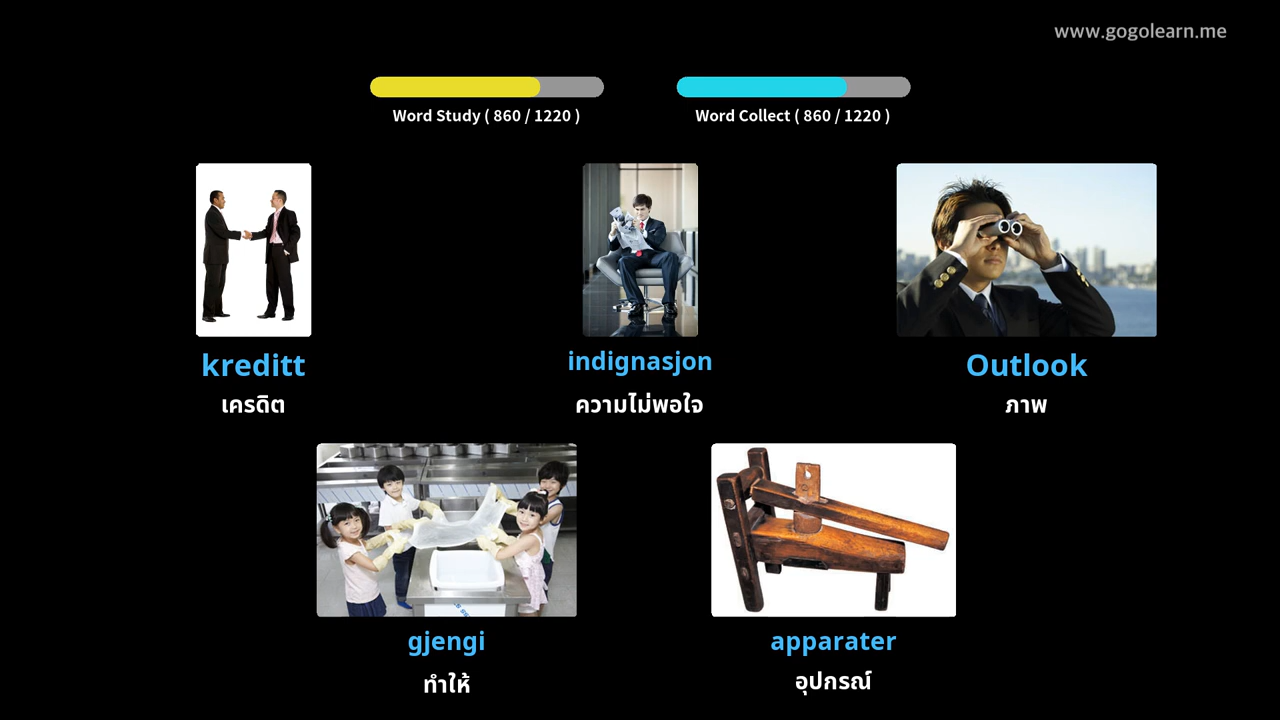 www.gogolearn.me
Word Study ( 860 / 1220 )
Word Collect ( 860 / 1220 )
kreditt
เครดิต
indignasjon
ความไม่พอใจ
Outlook
ภาพ
gjengi
ทำให้
apparater
อุปกรณ์